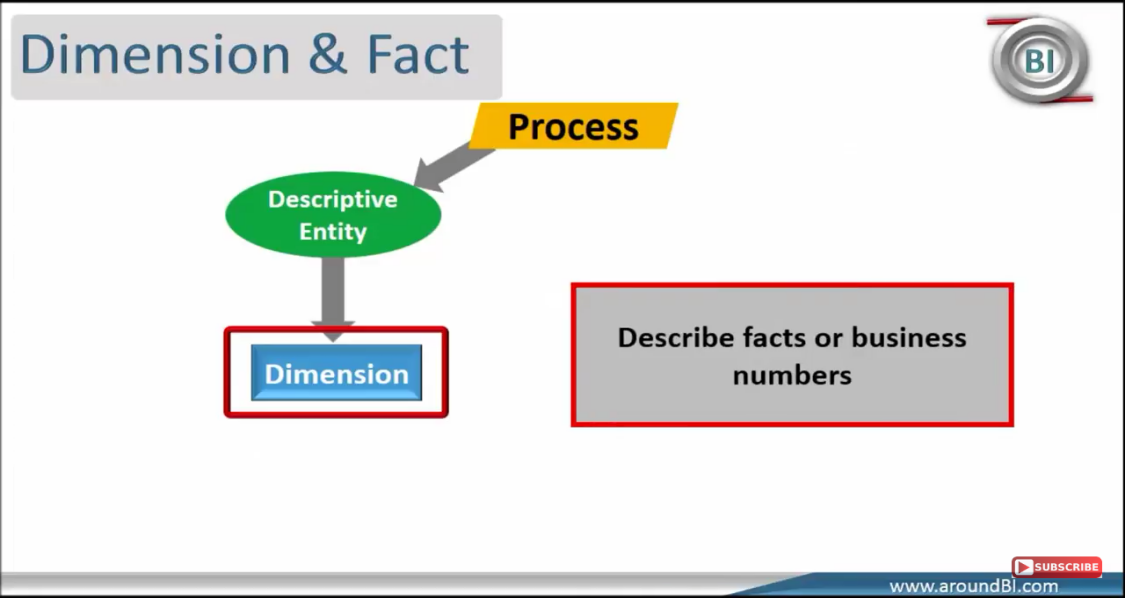 Dimension & Fact
BI
Process
Descriptive
Entity
Dimension
Describe facts or business
numbers
SUBSCRIBE
www.aroundBI.com